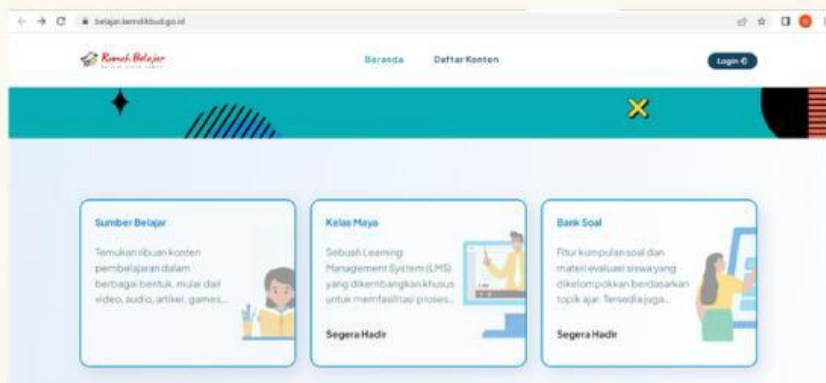 belajar.kemdikbud.go.id
Rumah Belajar
Beranda
Daftar Konten
Login
Sumber Belajar
Temukan ribuan konten
pembelajaran dalam
berbagai bentuk, mulai dari
video, audio, artikel, games,...
Kelas Maya
Sebuah Learning
Management System (LMS)
yang dikembangkan khusus
untuk memfasilitasi proses...
Segera Hadir
Bank Soal
Fitur kumpulan soal dan
materi evaluasi siswa yang
dikelompokkan berdasarkan
topik ajar. Tersedia juga...
Segera Hadir